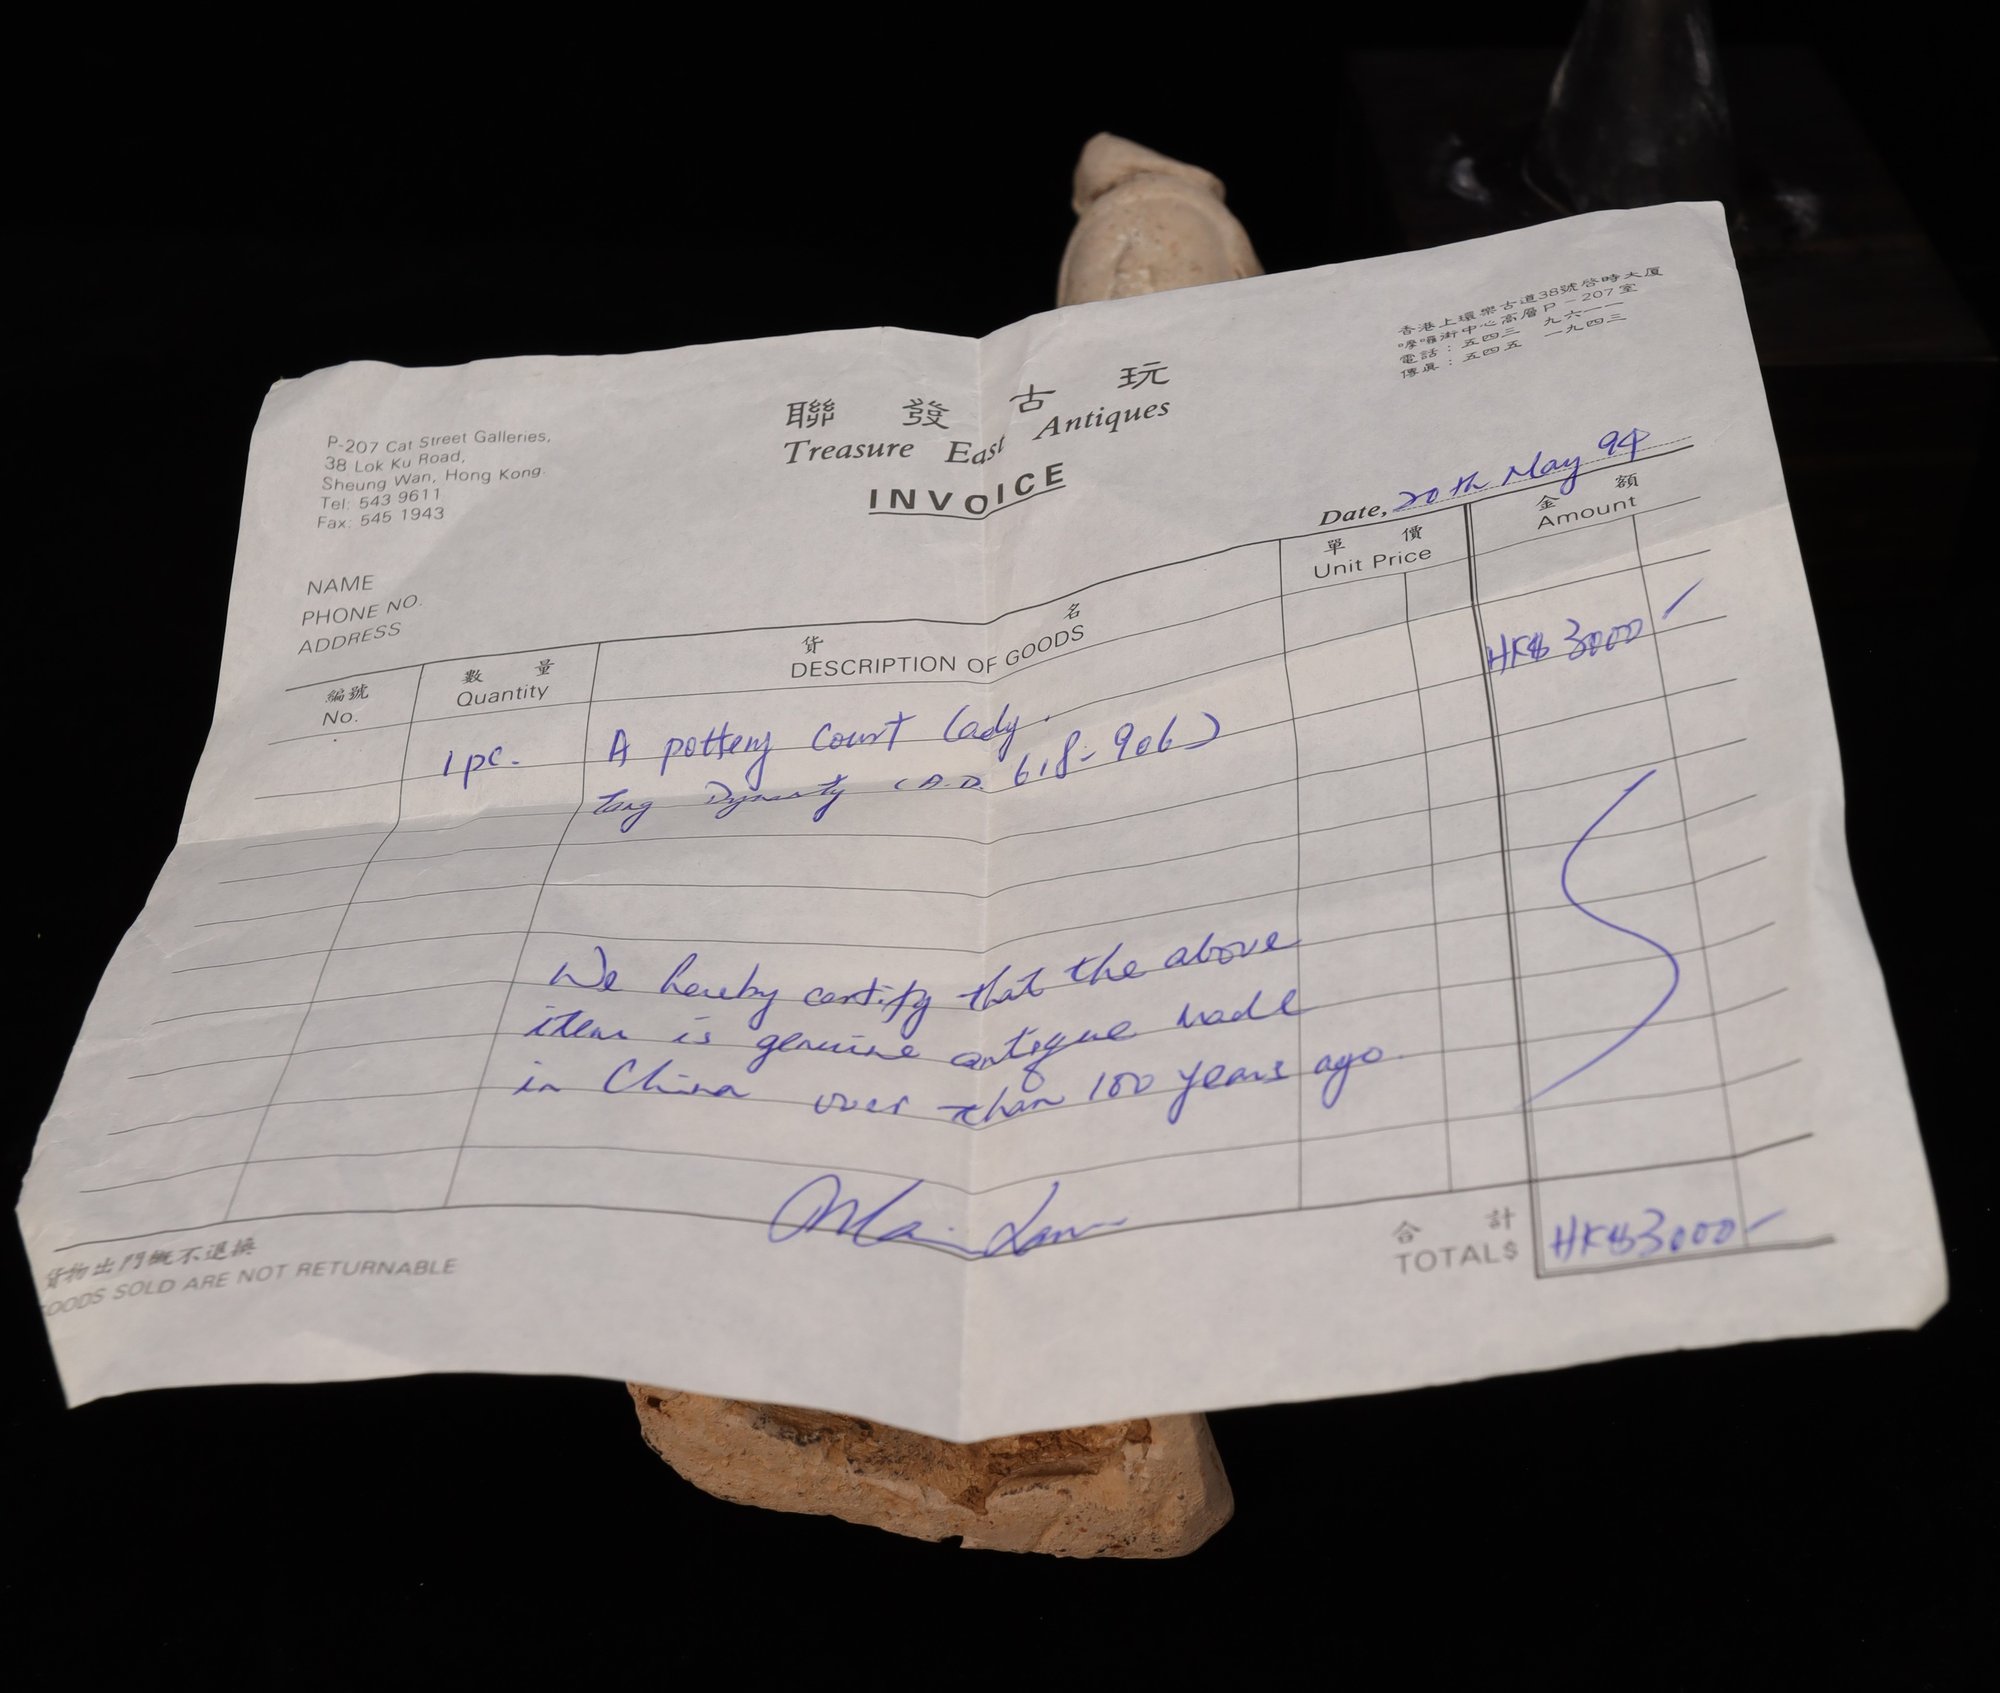 P-207 Cat Street Galleries,
38 Lok Ku Road,
Sheung Wan, Hong Kong.
Tel: 543 9611
Fax: 545 1943
聯發古玩
Treasure East Antiques
INVOICE
香港上環樂古道38號啓時大厦
嚤囉街中心高層P-207室
電話：五四三 九六一一
傳眞：五四五 一九四三
Date, 20th May 94
NAME
PHONE NO.
ADDRESS
編號 數量 貨名 單價 金額
No. Quantity DESCRIPTION OF GOODS Unit Price Amount
1 pc. A pottery court lady. HK$ 3000-
Tang Dynasty (A.D. 618-906)
We hereby certify that the above
item is genuine antique made
in China over than 100 years ago.
合計
TOTAL$ HK$3000-
貨物出門概不退換
GOODS SOLD ARE NOT RETURNABLE